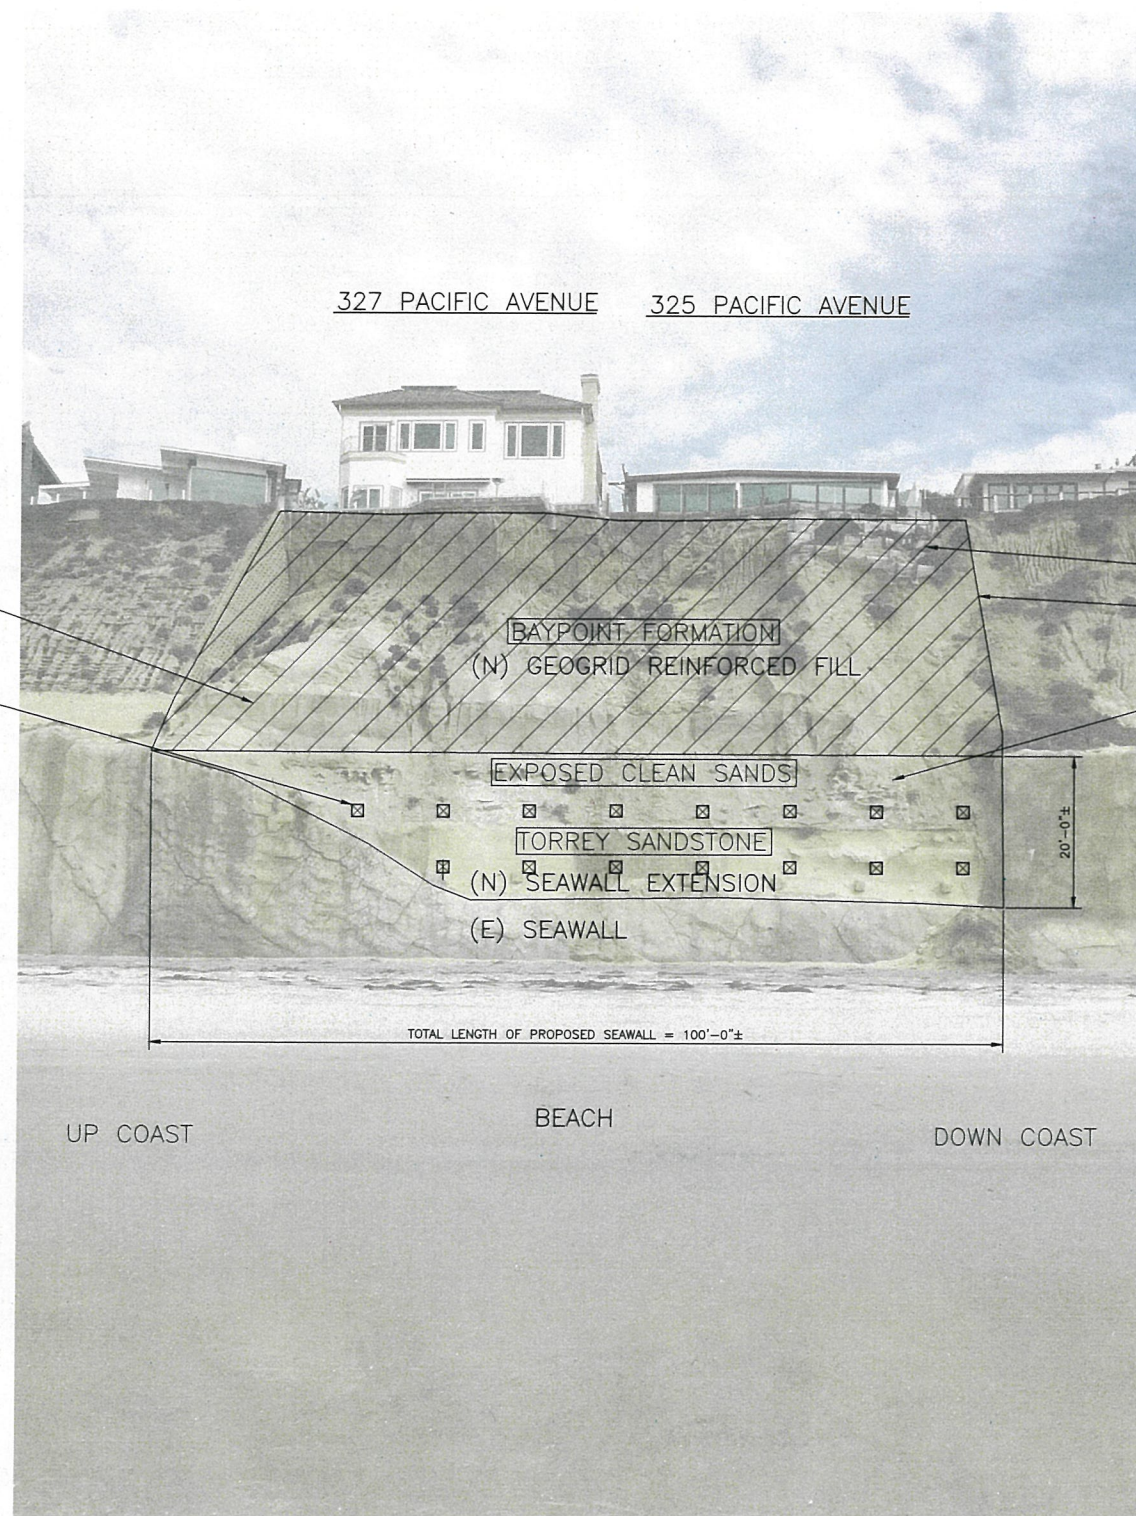 327 PACIFIC AVENUE
325 PACIFIC AVENUE
BAYPOINT FORMATION
(N) GEOGRID REINFORCED FILL
EXPOSED CLEAN SANDS
TORREY SANDSTONE
(N) SEAWALL EXTENSION
(E) SEAWALL
20'-0"±
TOTAL LENGTH OF PROPOSED SEAWALL = 100'-0"±
BEACH
UP COAST
DOWN COAST